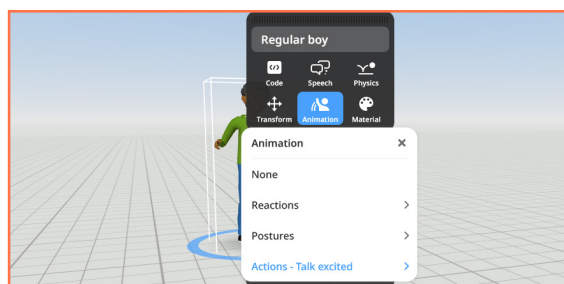 Regular boy
Code Speech Physics
Transform Animation Material
Animation
None
Reactions
Postures
Actions - Talk excited